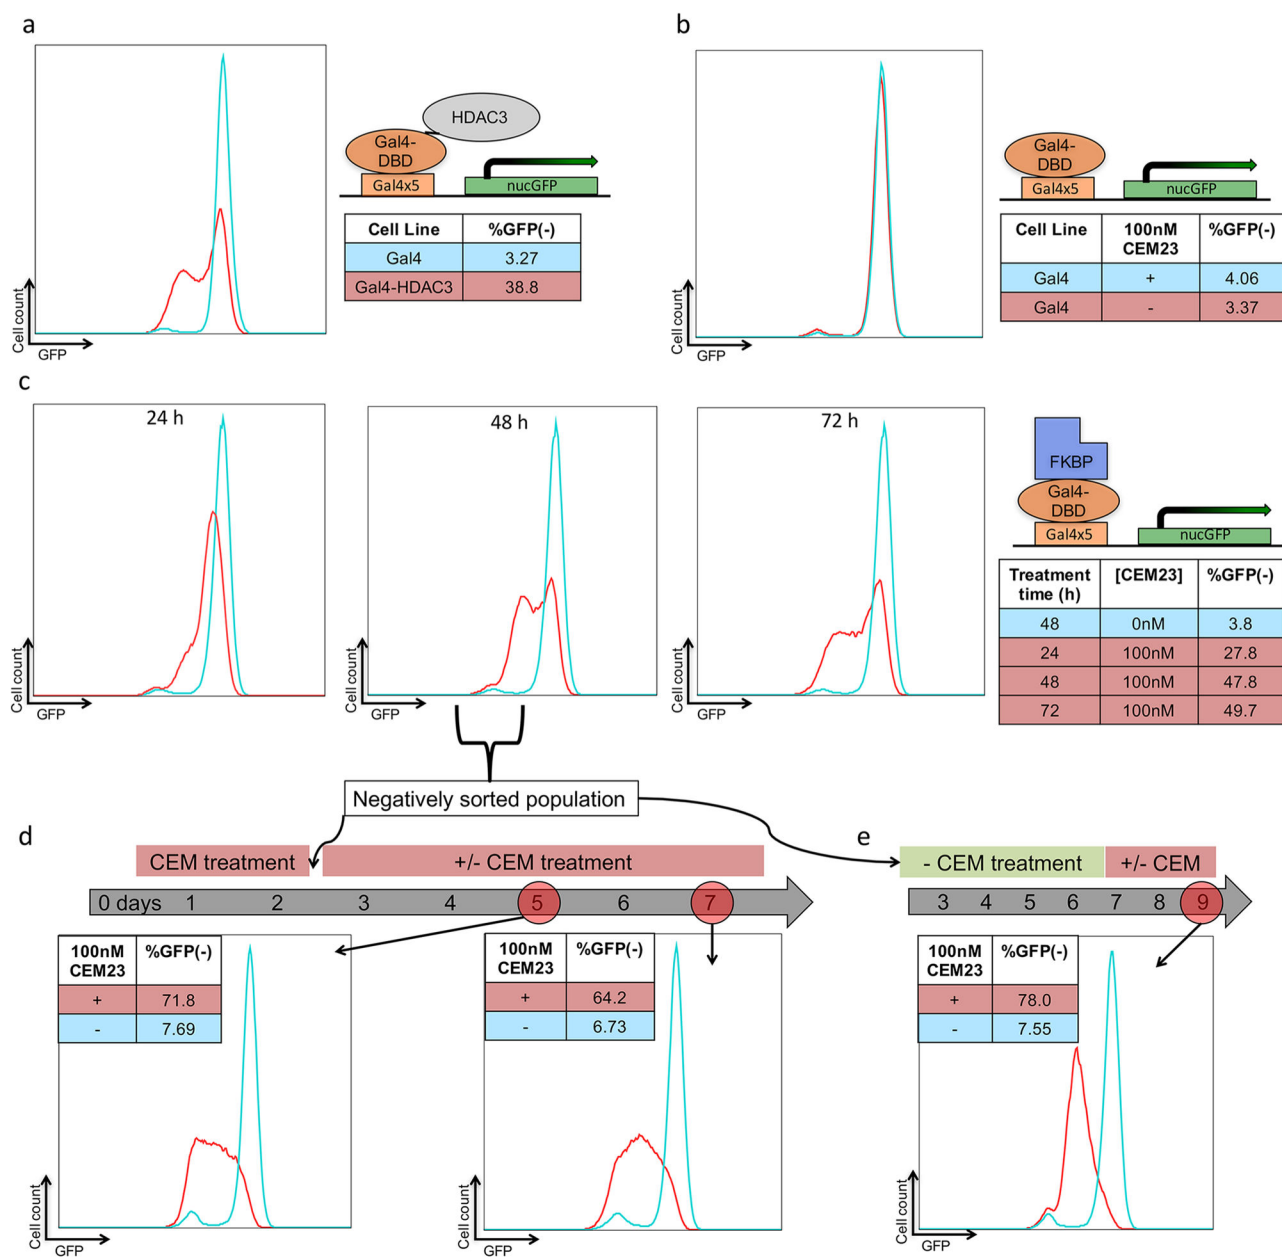 a
Cell count
GFP
HDAC3
Gal4-
DBD
Gal4x5
nucGFP
Cell Line %GFP(-)
Gal4 3.27
Gal4-HDAC3 38.8
b
Cell count
GFP
Gal4-
DBD
Gal4x5
nucGFP
Cell Line 100nM CEM23 %GFP(-)
Gal4 + 4.06
Gal4 - 3.37
c
24 h
Cell count
GFP
48 h
Cell count
GFP
72 h
Cell count
GFP
FKBP
Gal4-
DBD
Gal4x5
nucGFP
Treatment time (h) [CEM23] %GFP(-)
48 0nM 3.8
24 100nM 27.8
48 100nM 47.8
72 100nM 49.7
Negatively sorted population
d
CEM treatment
+/- CEM treatment
0 days 1 2 3 4 5 6 7
100nM CEM23 %GFP(-)
+ 71.8
- 7.69
Cell count
GFP
100nM CEM23 %GFP(-)
+ 64.2
- 6.73
Cell count
GFP
e
- CEM treatment
+/- CEM
3 4 5 6 7 8 9
100nM CEM23 %GFP(-)
+ 78.0
- 7.55
Cell count
GFP